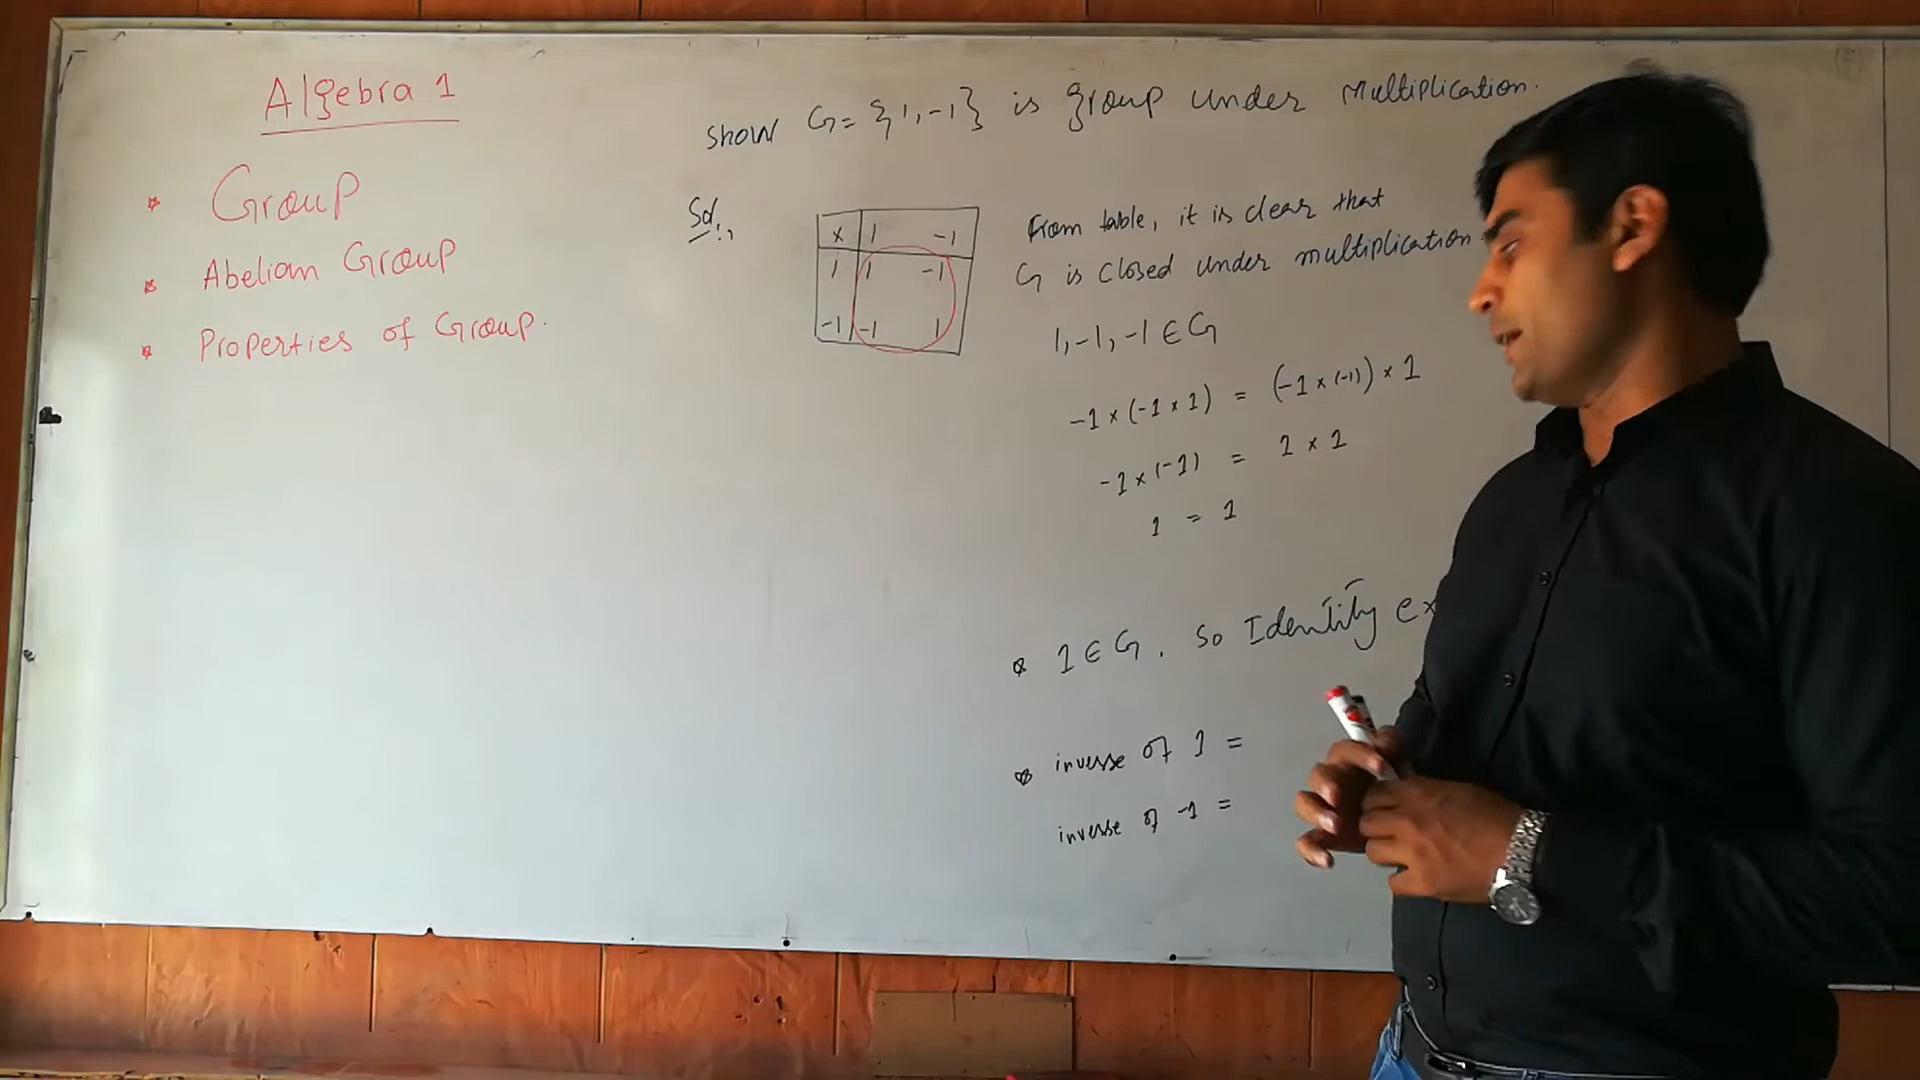 Algebra 1
* Group
* Abelian Group
* Properties of Group.
Show G = {1, -1} is group under Multiplication.
Sol:,
x 1 -1
1 1 -1
-1 -1 1
From table, it is clear that
G is Closed under multiplication
1, -1, -1 ∈ G
-1 x (-1 x 1) = (-1 x (-1)) x 1
-1 x (-1) = 1 x 1
1 = 1
* 1 ∈ G. So Identity ex
* inverse of 1 =
inverse of -1 =